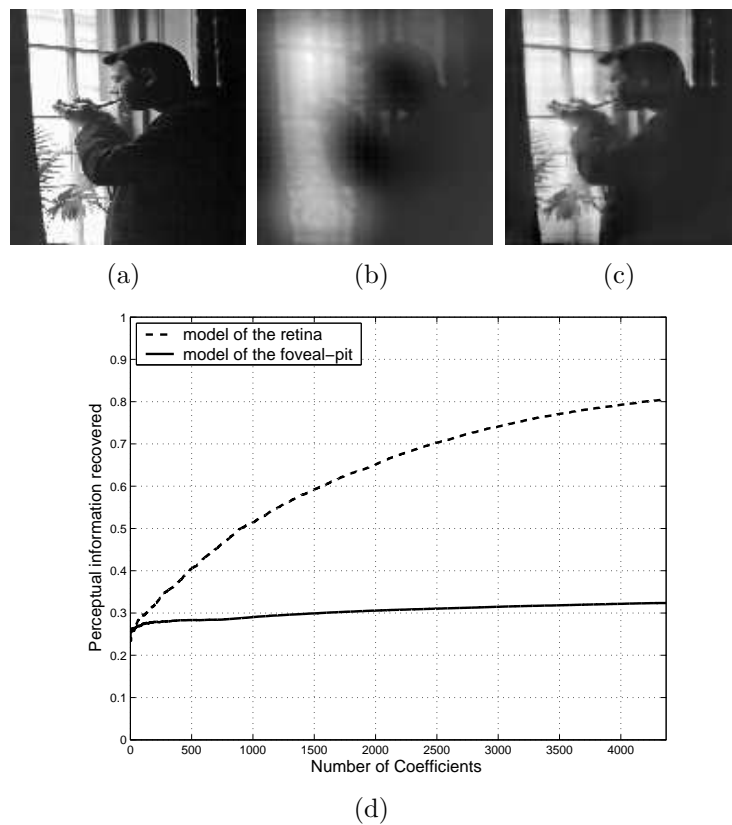 (a) (b) (c)
model of the retina
model of the foveal-pit
Perceptual information recovered
1
0.9
0.8
0.7
0.6
0.5
0.4
0.3
0.2
0.1
0
0 500 1000 1500 2000 2500 3000 3500 4000
Number of Coefficients
(d)